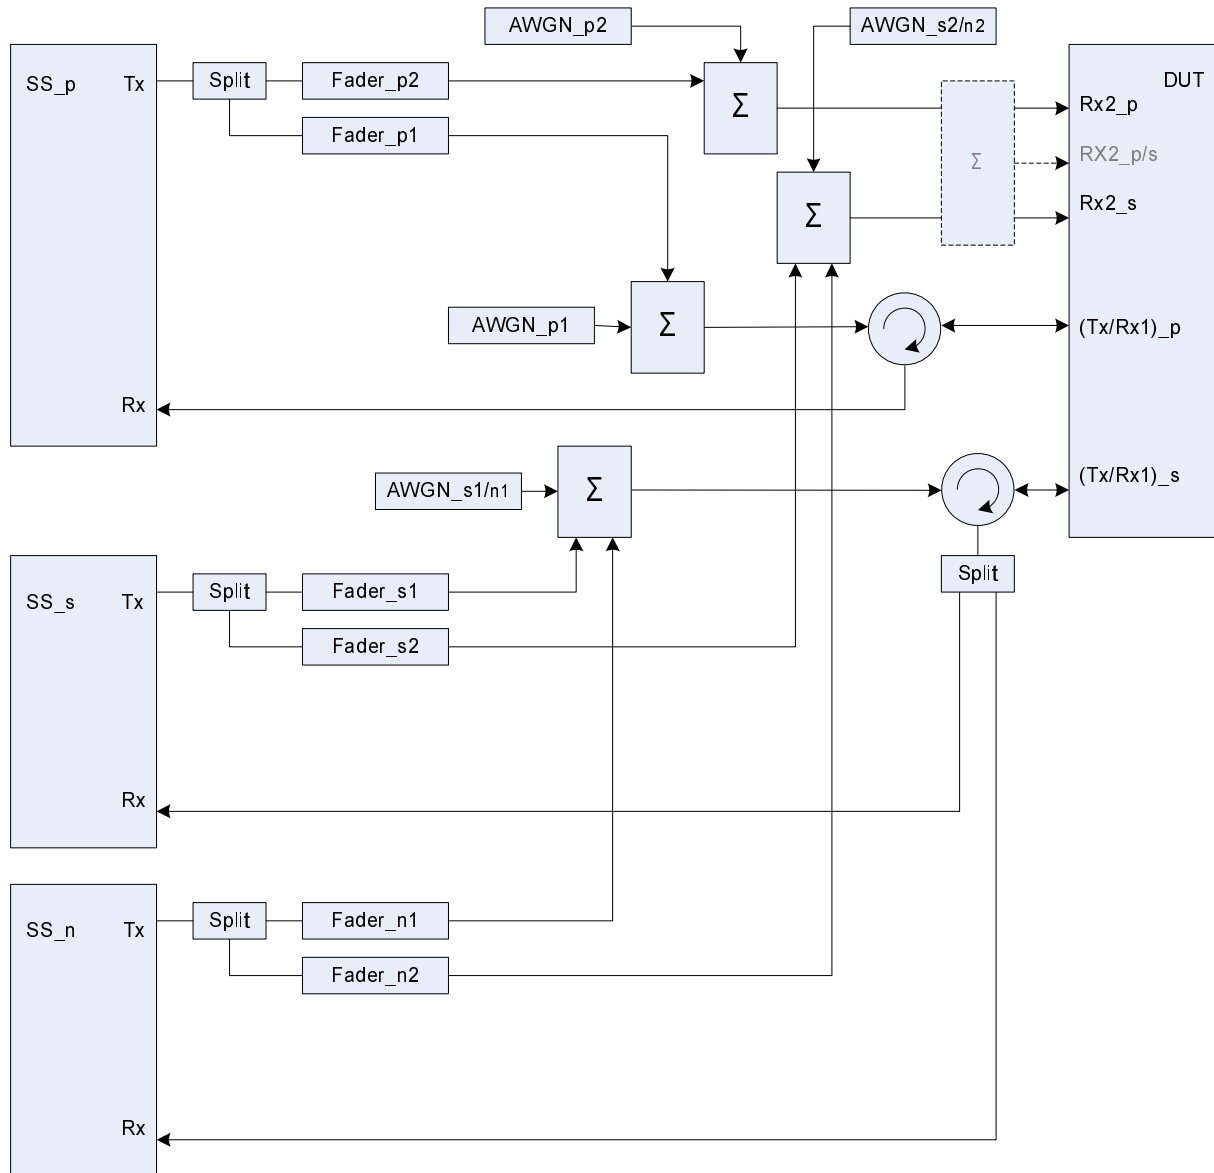 AWGN_p2
AWGN_s2/n2
SS_p
Tx
Split
Fader_p2
Σ
DUT
Rx2_p
Fader_p1
Σ
RX2_p/s
Σ
Rx2_s
AWGN_p1
Σ
(Tx/Rx1)_p
Rx
AWGN_s1/n1
Σ
(Tx/Rx1)_s
SS_s
Tx
Split
Fader_s1
Split
Fader_s2
Rx
SS_n
Tx
Split
Fader_n1
Fader_n2
Rx